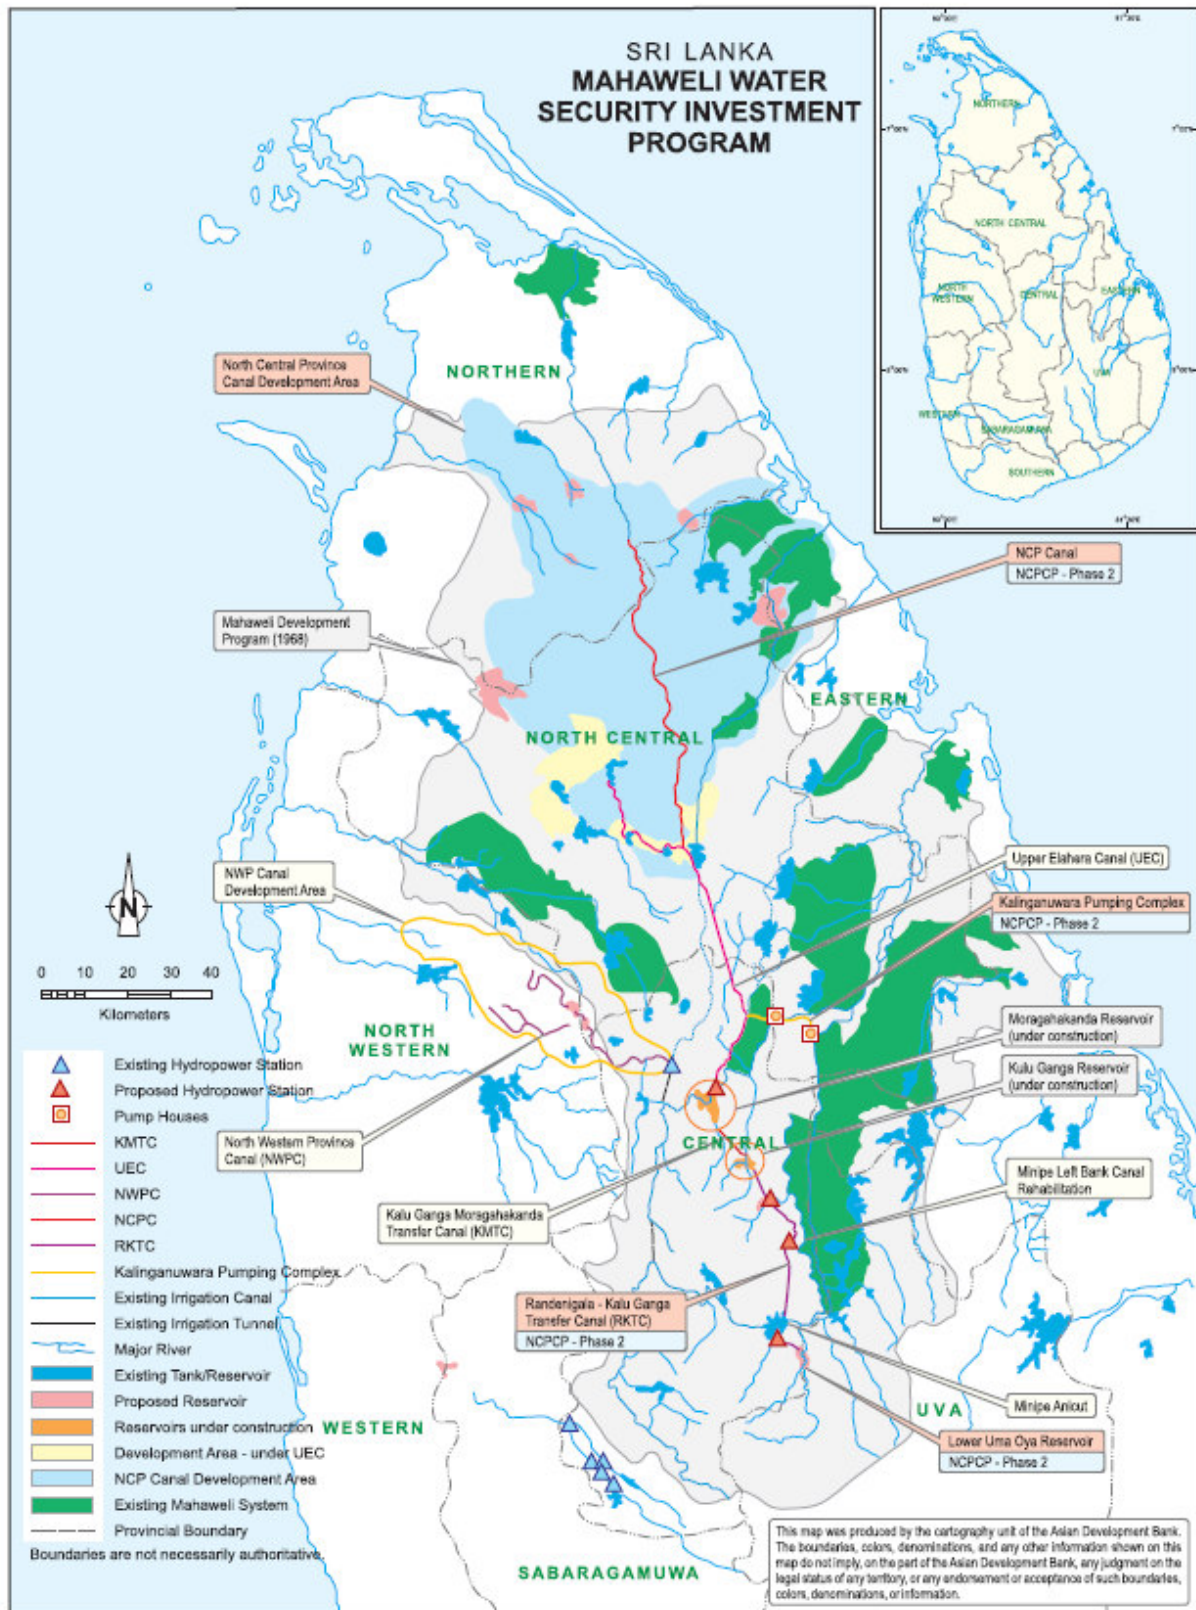 SRI LANKA
MAHAWELI WATER
SECURITY INVESTMENT
PROGRAM
NORTHERN
NORTH CENTRAL
NORTH
WESTERN
CENTRAL
EASTERN
UVA
WESTERN
SABARAGAMUWA
SOUTHERN
North Central Province
Canal Development Area
NORTHERN
NCP Canal
NCPCP - Phase 2
Mahaweli Development
Program (1968)
EASTERN
NORTH CENTRAL
NWP Canal
Development Area
Upper Elahera Canal (UEC)
Kalinganuwara Pumping Complex
NCPCP - Phase 2
N
0 10 20 30 40
Kilometers
NORTH
WESTERN
Moragahakanda Reservoir
(under construction)
Kulu Ganga Reservoir
(under construction)
North Western Province
Canal (NWPC)
CENTRAL
Minipe Left Bank Canal
Rehabilitation
Kalu Ganga Moragahakanda
Transfer Canal (KMTC)
Randenigala - Kalu Ganga
Transfer Canal (RKTC)
NCPCP - Phase 2
Minipe Anicut
UVA
WESTERN
Lower Uma Oya Reservoir
NCPCP - Phase 2
SABARAGAMUWA
Existing Hydropower Station
Proposed Hydropower Station
Pump Houses
KMTC
UEC
NWPC
NCPC
RKTC
Kalinganuwara Pumping Complex
Existing Irrigation Canal
Existing Irrigation Tunnel
Major River
Existing Tank/Reservoir
Proposed Reservoir
Reservoirs under construction
Development Area - under UEC
NCP Canal Development Area
Existing Mahaweli System
Provincial Boundary
Boundaries are not necessarily authoritative.
This map was produced by the cartography unit of the Asian Development Bank.
The boundaries, colors, denominations, and any other information shown on this
map do not imply, on the part of the Asian Development Bank, any judgment on the
legal status of any territory, or any endorsement or acceptance of such boundaries,
colors, denominations, or information.